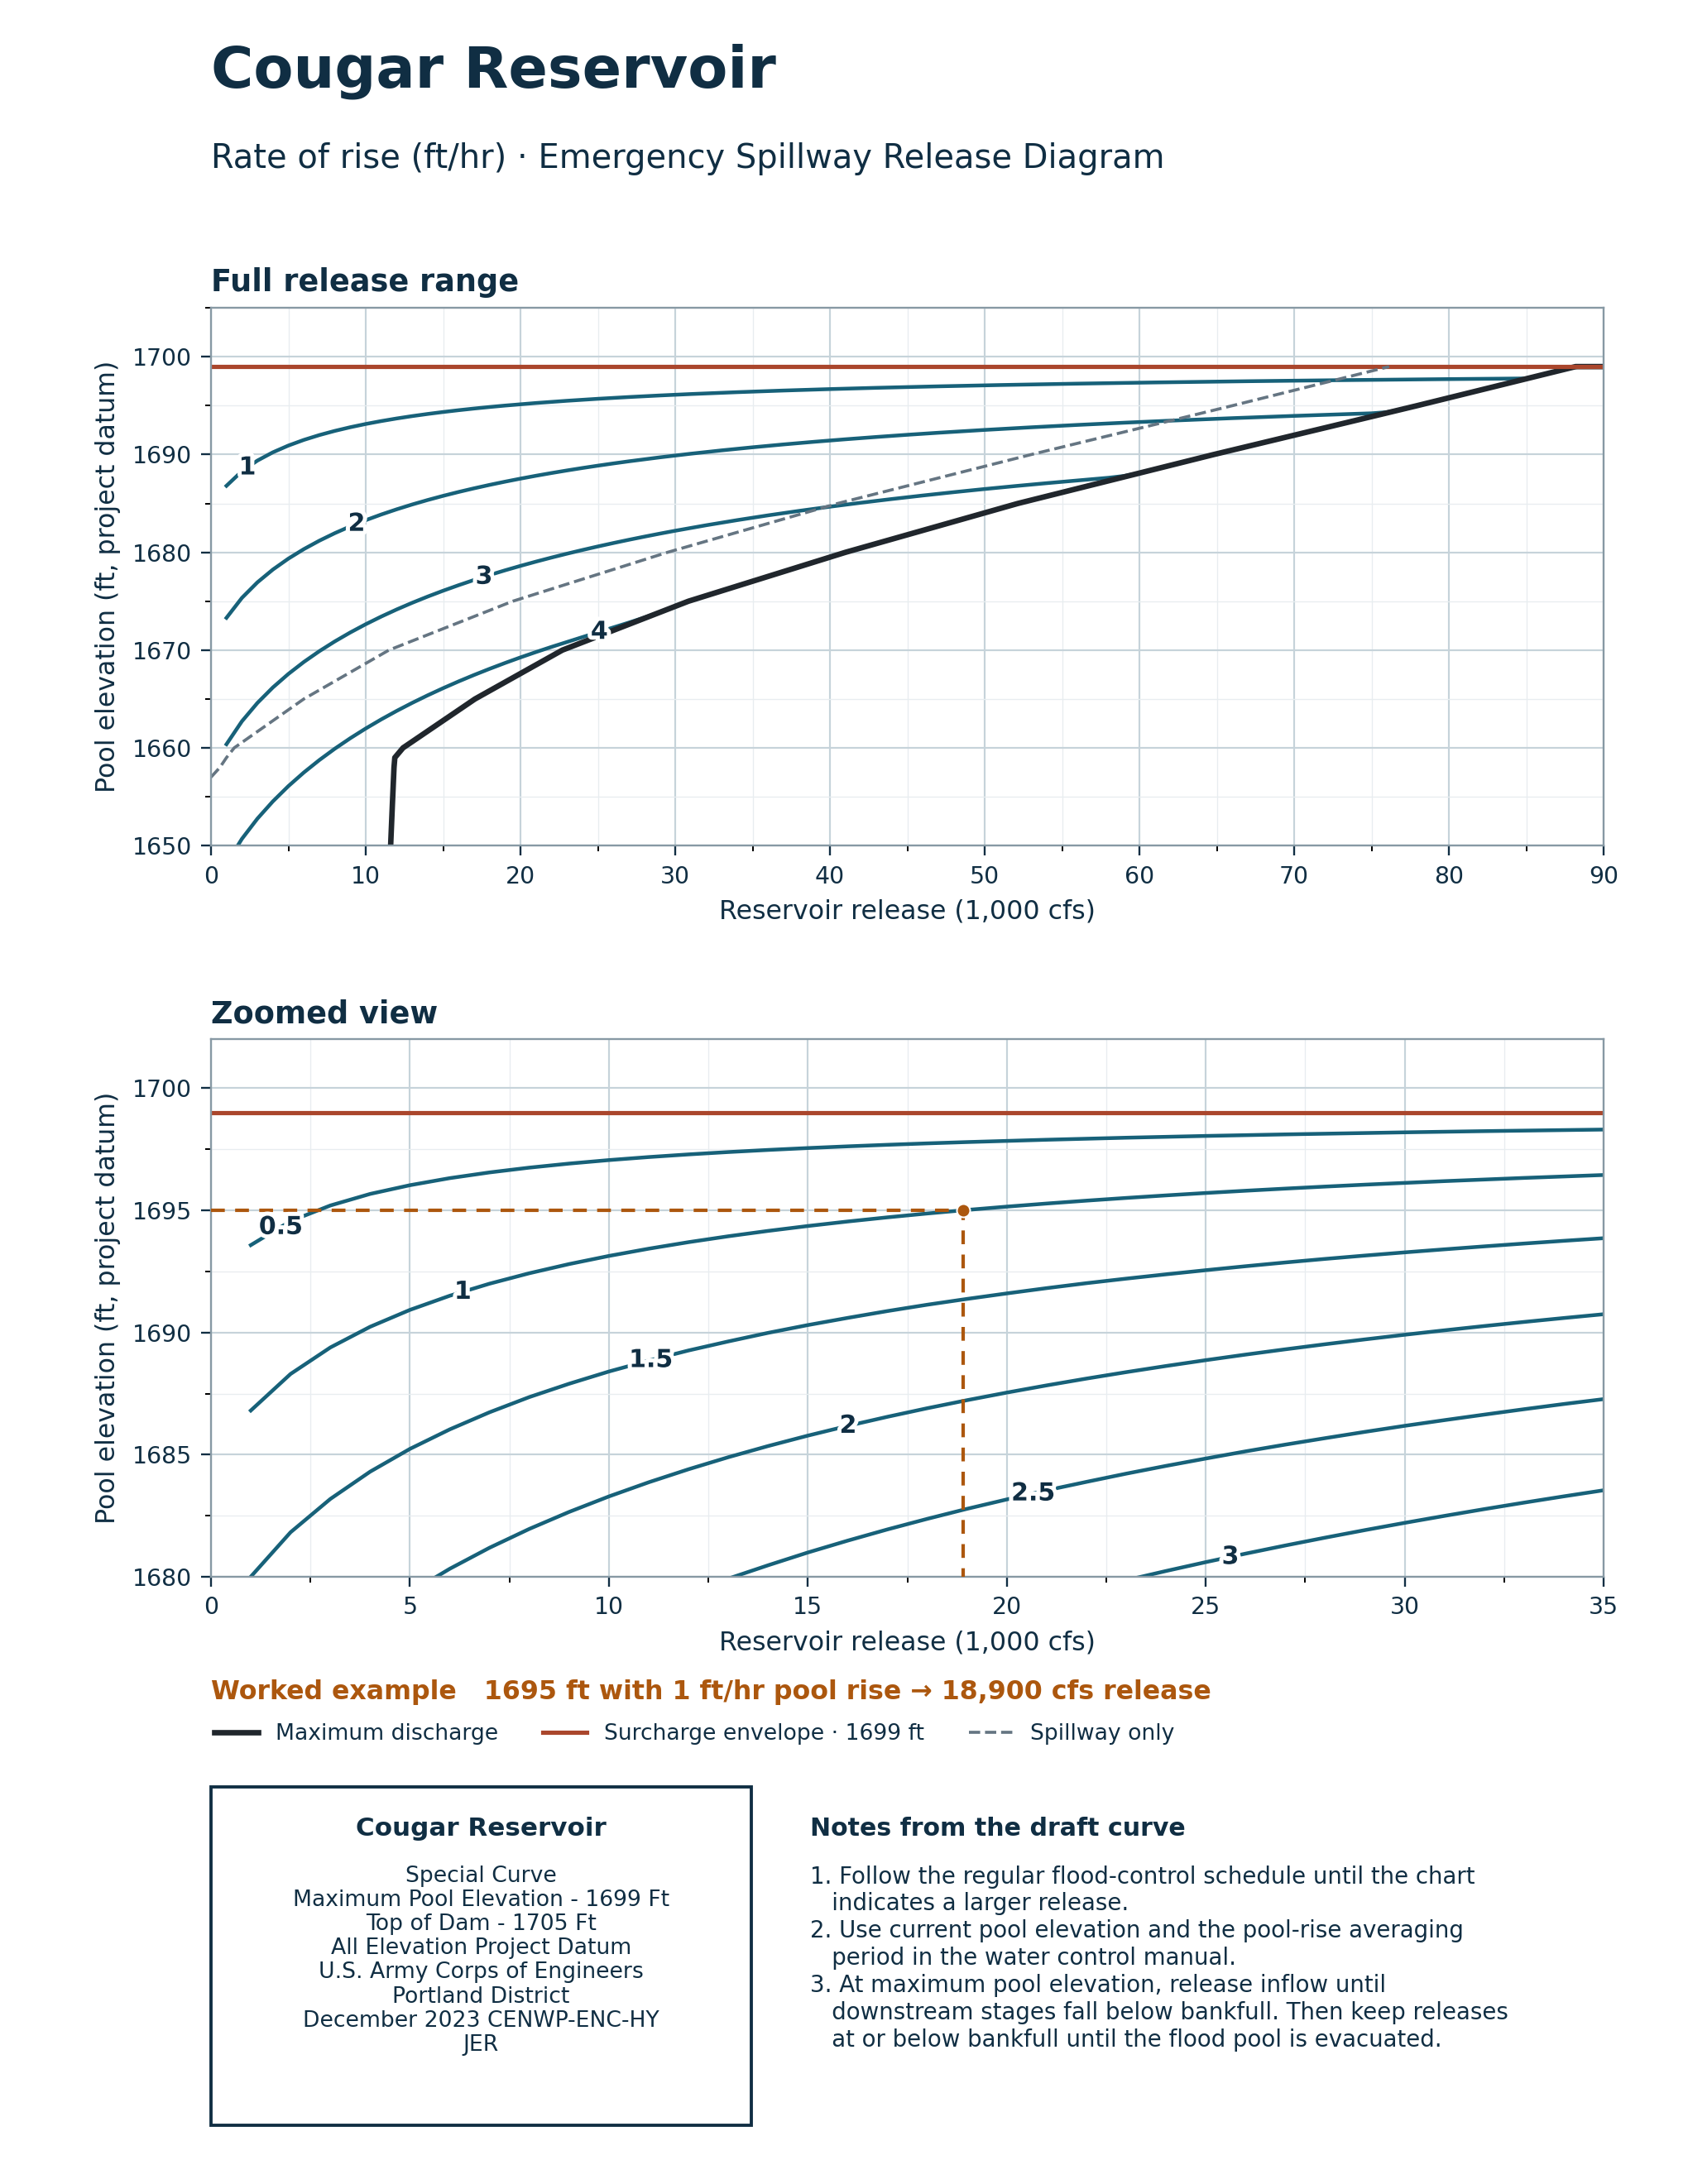 Cougar Reservoir
Rate of rise (ft/hr) · Emergency Spillway Release Diagram
Full release range
Pool elevation (ft, project datum)
1700
1690
1680
1670
1660
1650
1
2
3
4
0 10 20 30 40 50 60 70 80 90
Reservoir release (1,000 cfs)
Zoomed view
Pool elevation (ft, project datum)
1700
1695
1690
1685
1680
0.5
1
1.5
2
2.5
3
0 5 10 15 20 25 30 35
Reservoir release (1,000 cfs)
Worked example 1695 ft with 1 ft/hr pool rise → 18,900 cfs release
Maximum discharge Surcharge envelope · 1699 ft Spillway only
Cougar Reservoir
Special Curve
Maximum Pool Elevation - 1699 Ft
Top of Dam - 1705 Ft
All Elevation Project Datum
U.S. Army Corps of Engineers
Portland District
December 2023 CENWP-ENC-HY
JER
Notes from the draft curve
1. Follow the regular flood-control schedule until the chart
indicates a larger release.
2. Use current pool elevation and the pool-rise averaging
period in the water control manual.
3. At maximum pool elevation, release inflow until
downstream stages fall below bankfull. Then keep releases
at or below bankfull until the flood pool is evacuated.